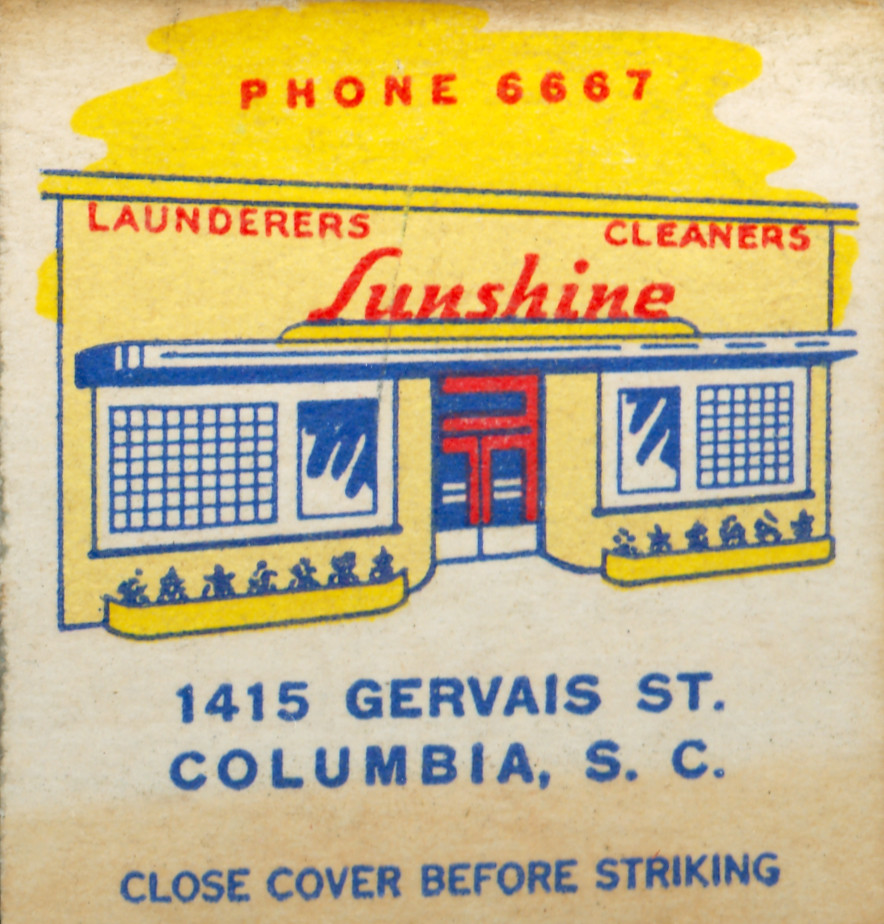 PHONE 6667
LAUNDERERS CLEANERS
Sunshine
1415 GERVAIS ST.
COLUMBIA, S. C.
CLOSE COVER BEFORE STRIKING